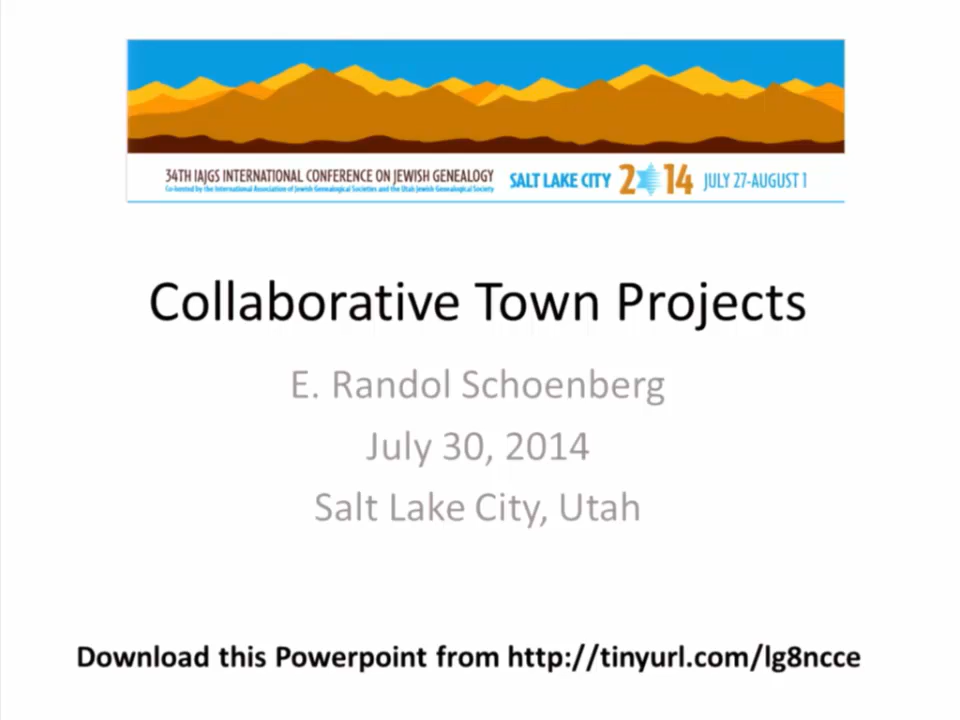 34TH IAJGS INTERNATIONAL CONFERENCE ON JEWISH GENEALOGY
Co-hosted by the International Association of Jewish Genealogical Societies and the Utah Jewish Genealogical Society
SALT LAKE CITY 2014 JULY 27-AUGUST 1
Collaborative Town Projects
E. Randol Schoenberg
July 30, 2014
Salt Lake City, Utah
Download this Powerpoint from http://tinyurl.com/lg8ncce